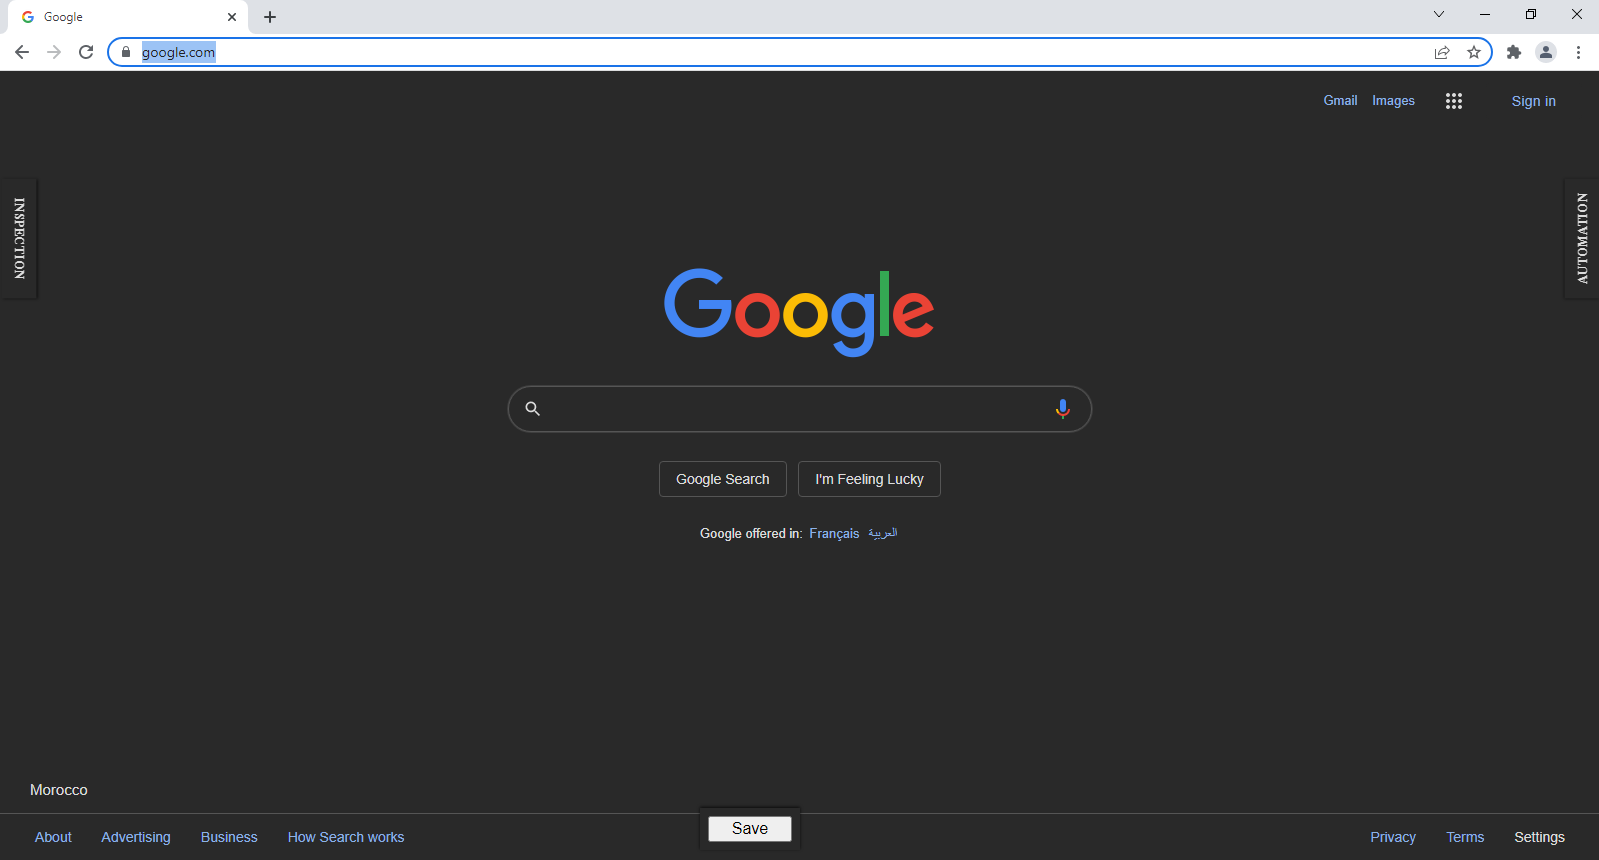 Google
google.com
Gmail Images Sign in
INSPECTION
AUTOMATION
Google
Google Search I'm Feeling Lucky
Google offered in: Français العربية
Morocco
About Advertising Business How Search works Save Privacy Terms Settings